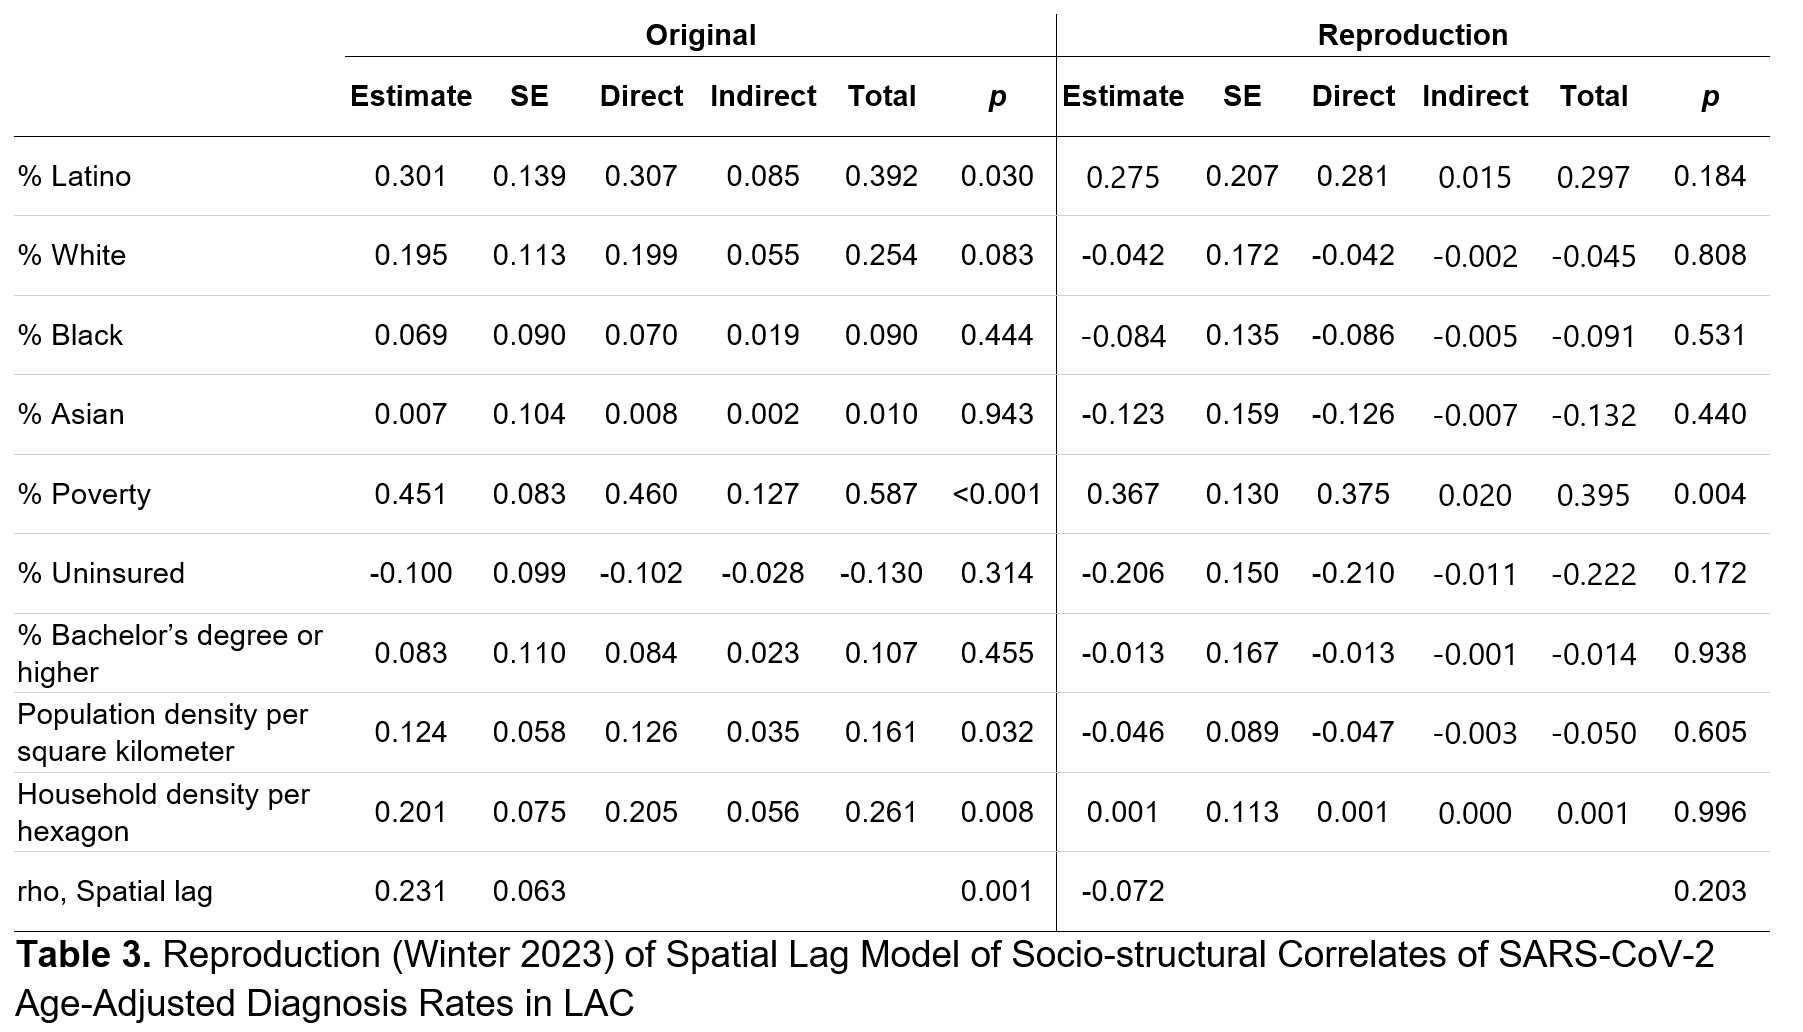 Original Reproduction
Estimate SE Direct Indirect Total p Estimate SE Direct Indirect Total p
% Latino 0.301 0.139 0.307 0.085 0.392 0.030 0.275 0.207 0.281 0.015 0.297 0.184
% White 0.195 0.113 0.199 0.055 0.254 0.083 -0.042 0.172 -0.042 -0.002 -0.045 0.808
% Black 0.069 0.090 0.070 0.019 0.090 0.444 -0.084 0.135 -0.086 -0.005 -0.091 0.531
% Asian 0.007 0.104 0.008 0.002 0.010 0.943 -0.123 0.159 -0.126 -0.007 -0.132 0.440
% Poverty 0.451 0.083 0.460 0.127 0.587 <0.001 0.367 0.130 0.375 0.020 0.395 0.004
% Uninsured -0.100 0.099 -0.102 -0.028 -0.130 0.314 -0.206 0.150 -0.210 -0.011 -0.222 0.172
% Bachelor’s degree or
higher 0.083 0.110 0.084 0.023 0.107 0.455 -0.013 0.167 -0.013 -0.001 -0.014 0.938
Population density per
square kilometer 0.124 0.058 0.126 0.035 0.161 0.032 -0.046 0.089 -0.047 -0.003 -0.050 0.605
Household density per
hexagon 0.201 0.075 0.205 0.056 0.261 0.008 0.001 0.113 0.001 0.000 0.001 0.996
rho, Spatial lag 0.231 0.063 0.001 -0.072 0.203
Table 3. Reproduction (Winter 2023) of Spatial Lag Model of Socio-structural Correlates of SARS-CoV-2
Age-Adjusted Diagnosis Rates in LAC